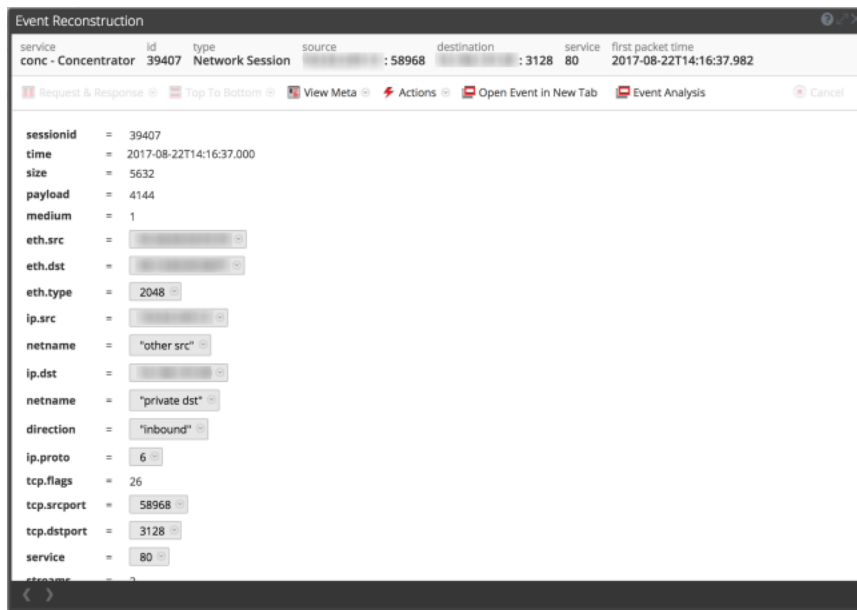 Event Reconstruction
service id type source destination service first packet time
conc - Concentrator 39407 Network Session : 58968 : 3128 80 2017-08-22T14:16:37.982
Request & Response Top To Bottom View Meta Actions Open Event in New Tab Event Analysis Cancel
sessionid = 39407
time = 2017-08-22T14:16:37.000
size = 5632
payload = 4144
medium = 1
eth.src =
eth.dst =
eth.type = 2048
ip.src =
netname = "other src"
ip.dst =
netname = "private dst"
direction = "inbound"
ip.proto = 6
tcp.flags = 26
tcp.srcport = 58968
tcp.dstport = 3128
service = 80
streams = 2